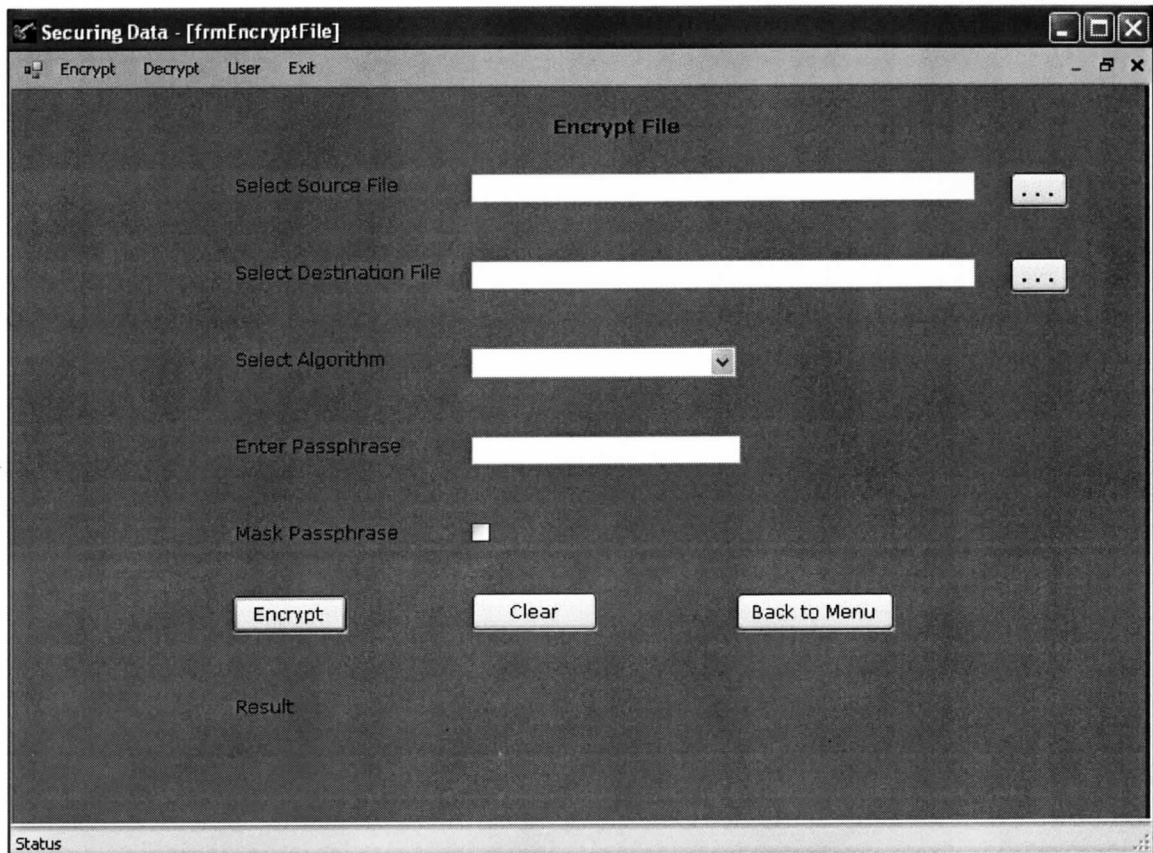 Securing Data - [frmEncryptFile]
Encrypt Decrypt User Exit
Encrypt File
Select Source File ...
Select Destination File ...
Select Algorithm
Enter Passphrase
Mask Passphrase
Encrypt Clear Back to Menu
Result
Status